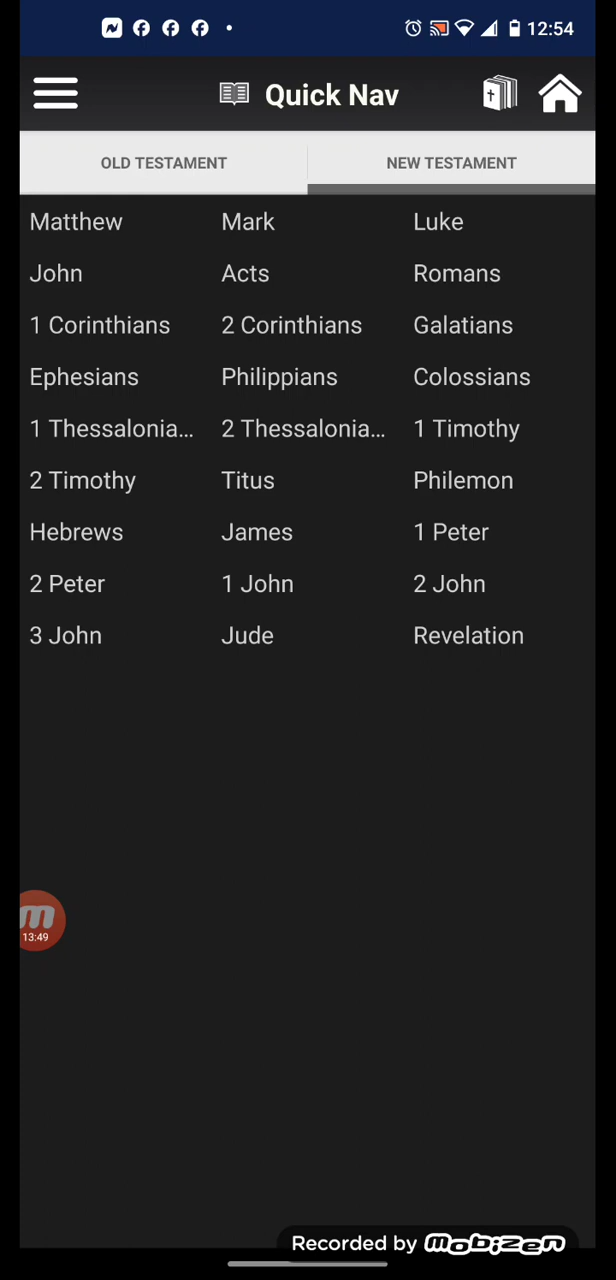 12:54
Quick Nav
OLD TESTAMENT NEW TESTAMENT
Matthew Mark Luke
John Acts Romans
1 Corinthians 2 Corinthians Galatians
Ephesians Philippians Colossians
1 Thessalonia... 2 Thessalonia... 1 Timothy
2 Timothy Titus Philemon
Hebrews James 1 Peter
2 Peter 1 John 2 John
3 John Jude Revelation
m
13:49
Recorded by mobizen